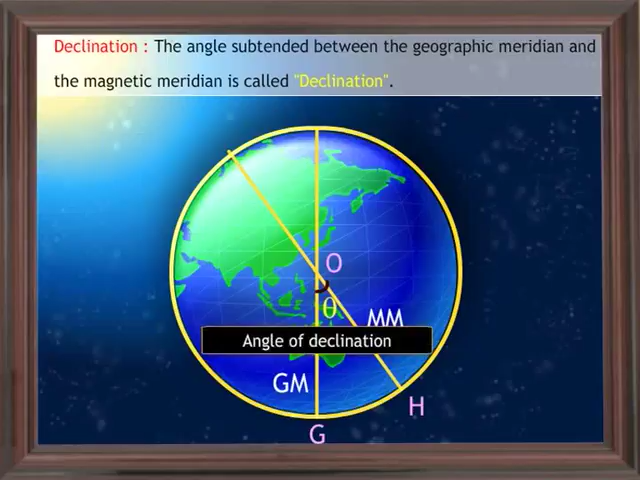 Declination : The angle subtended between the geographic meridian and
the magnetic meridian is called "Declination".
O
θ
MM
Angle of declination
GM
H
G